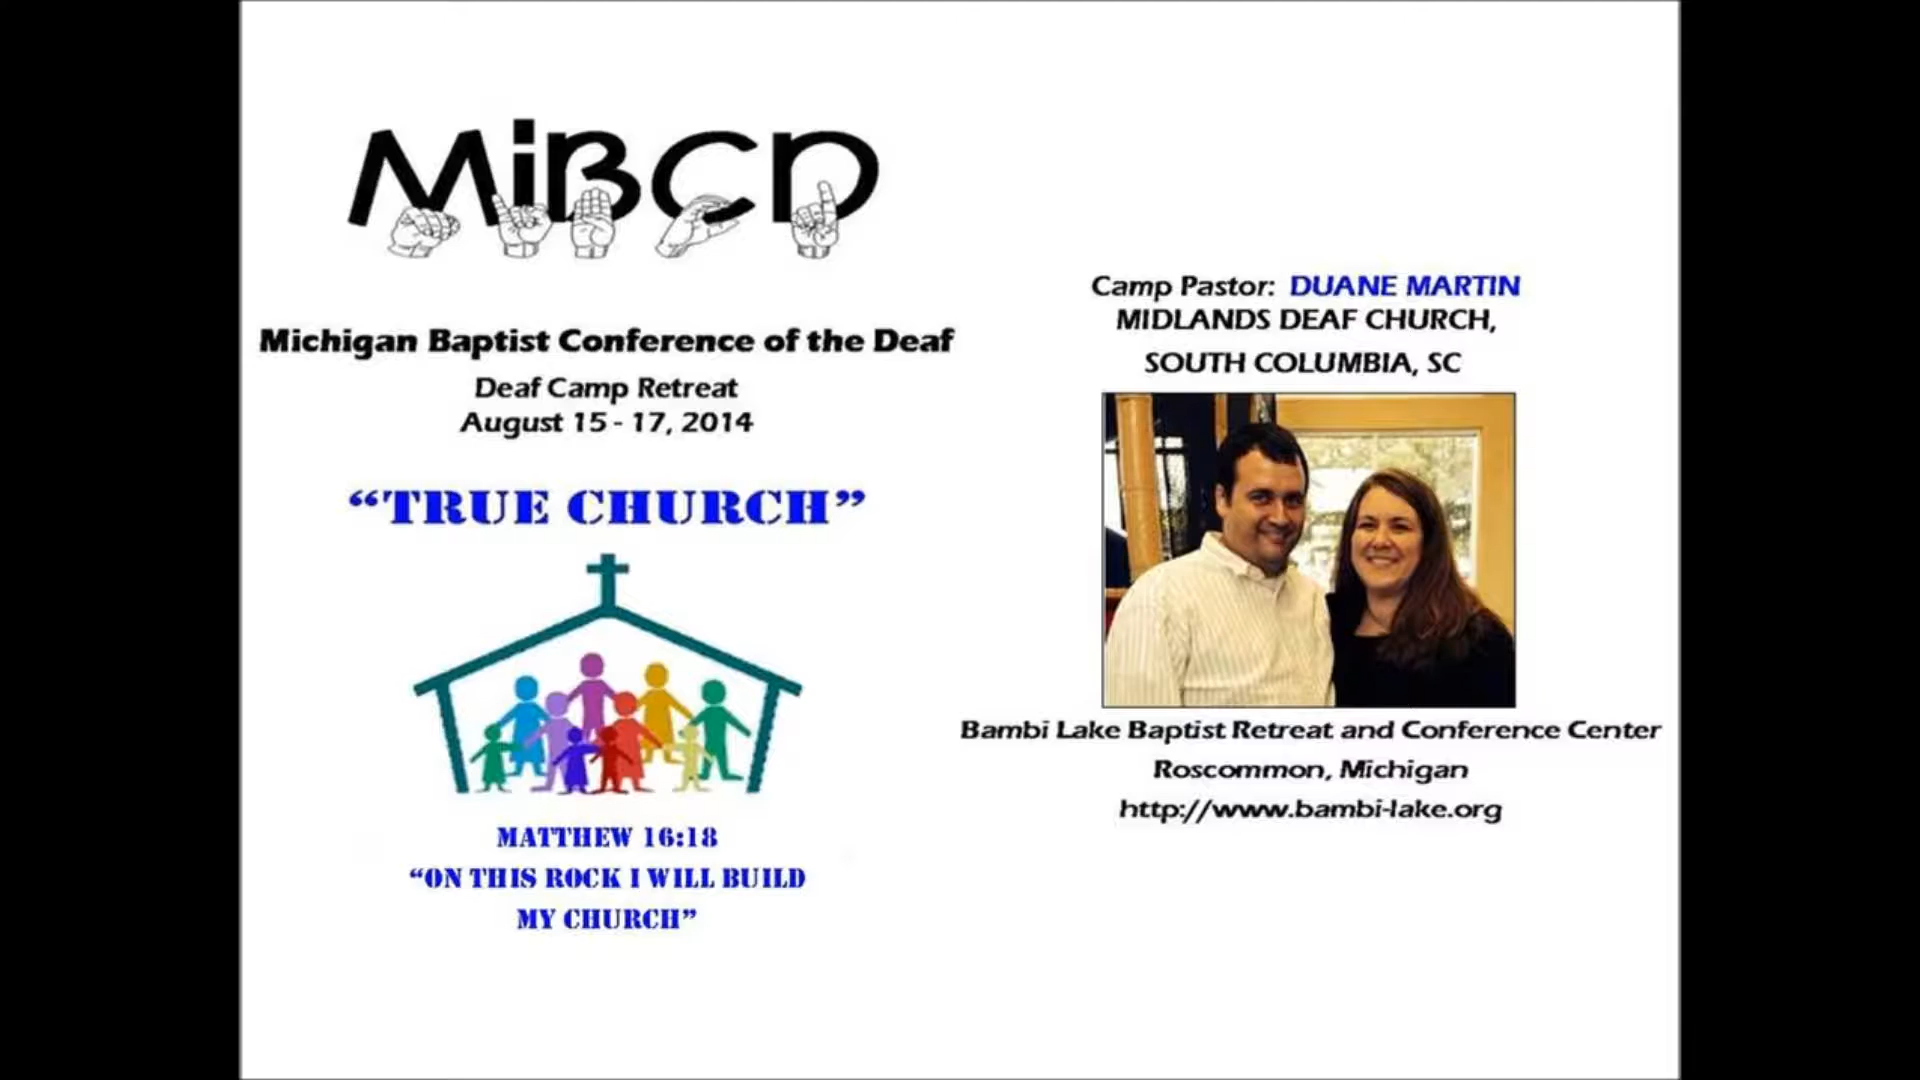 MiBCD
Michigan Baptist Conference of the Deaf
Deaf Camp Retreat
August 15 - 17, 2014
“TRUE CHURCH”
MATTHEW 16:18
“ON THIS ROCK I WILL BUILD
MY CHURCH”
Camp Pastor: DUANE MARTIN
MIDLANDS DEAF CHURCH,
SOUTH COLUMBIA, SC
Bambi Lake Baptist Retreat and Conference Center
Roscommon, Michigan
http://www.bambi-lake.org